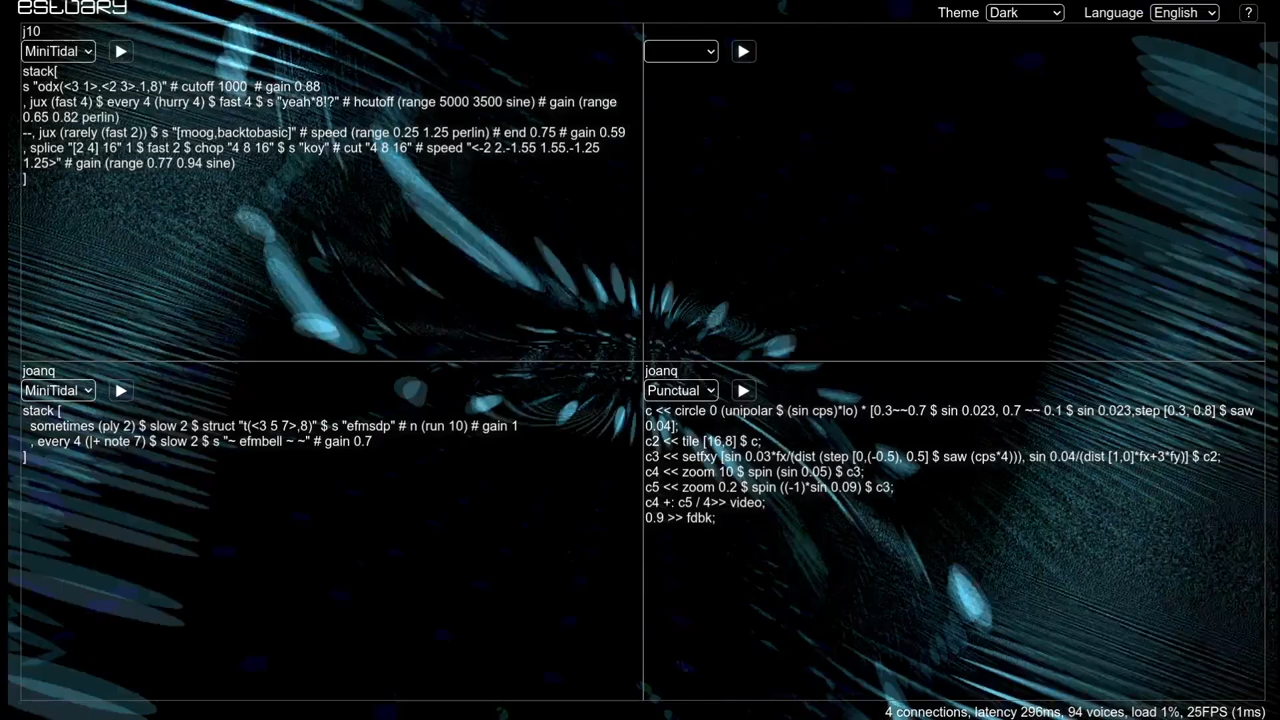 estuary
Theme Dark Language English ?
j10
MiniTidal
stack[
s "odx(<3 1>.<2 3>.1,8)" # cutoff 1000  # gain 0.88
, jux (fast 4) $ every 4 (hurry 4) $ fast 4 $ s "yeah*8!?" # hcutoff (range 5000 3500 sine) # gain (range
0.65 0.82 perlin)
--, jux (rarely (fast 2)) $ s "[moog,backtobasic]" # speed (range 0.25 1.25 perlin) # end 0.75 # gain 0.59
, splice "[2 4] 16" 1 $ fast 2 $ chop "4 8 16" $ s "koy" # cut "4 8 16" # speed "<-2 2.-1.55 1.55.-1.25
1.25>" # gain (range 0.77 0.94 sine)
]
joanq
MiniTidal
stack [
sometimes (ply 2) $ slow 2 $ struct "t(<3 5 7>,8)" $ s "efmsdp" # n (run 10) # gain 1
, every 4 (|+ note 7) $ slow 2 $ s "~ efmbell ~ ~" # gain 0.7
]
joanq
Punctual
c << circle 0 (unipolar $ (sin cps)*lo) * [0.3~~0.7 $ sin 0.023, 0.7 ~~ 0.1 $ sin 0.023,step [0.3, 0.8] $ saw
0.04];
c2 << tile [16,8] $ c;
c3 << setfxy [sin 0.03*fx/(dist (step [0,(-0.5), 0.5] $ saw (cps*4))), sin 0.04/(dist [1,0]*fx+3*fy)] $ c2;
c4 << zoom 10 $ spin (sin 0.05) $ c3;
c5 << zoom 0.2 $ spin ((-1)*sin 0.09) $ c3;
c4 +: c5 / 4>> video;
0.9 >> fdbk;
4 connections, latency 296ms, 94 voices, load 1%, 25FPS (1ms)